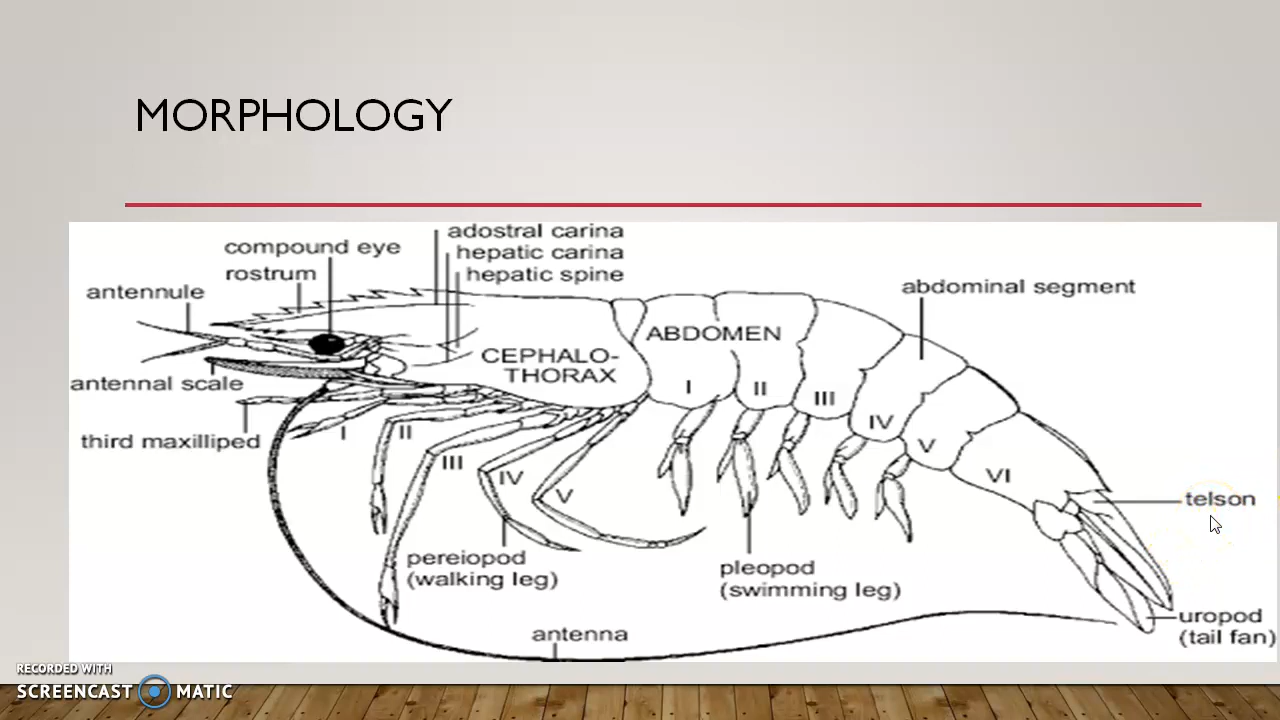 MORPHOLOGY
adostral carina
compound eye
hepatic carina
rostrum
hepatic spine
antennule
abdominal segment
ABDOMEN
CEPHALO-
THORAX
antennal scale
I
II
III
IV
V
VI
third maxilliped
I
II
III
IV
V
telson
pereiopod
(walking leg)
pleopod
(swimming leg)
uropod
(tail fan)
antenna
RECORDED WITH
SCREENCAST MATIC